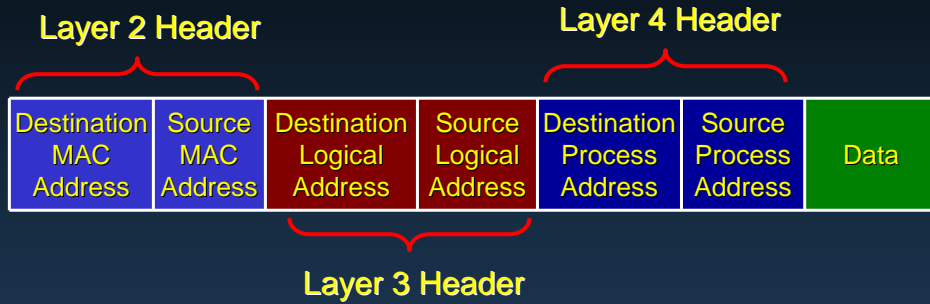 Layer 2 Header
Layer 4 Header
Destination
MAC
Address
Source
MAC
Address
Destination
Logical
Address
Source
Logical
Address
Destination
Process
Address
Source
Process
Address
Data
Layer 3 Header